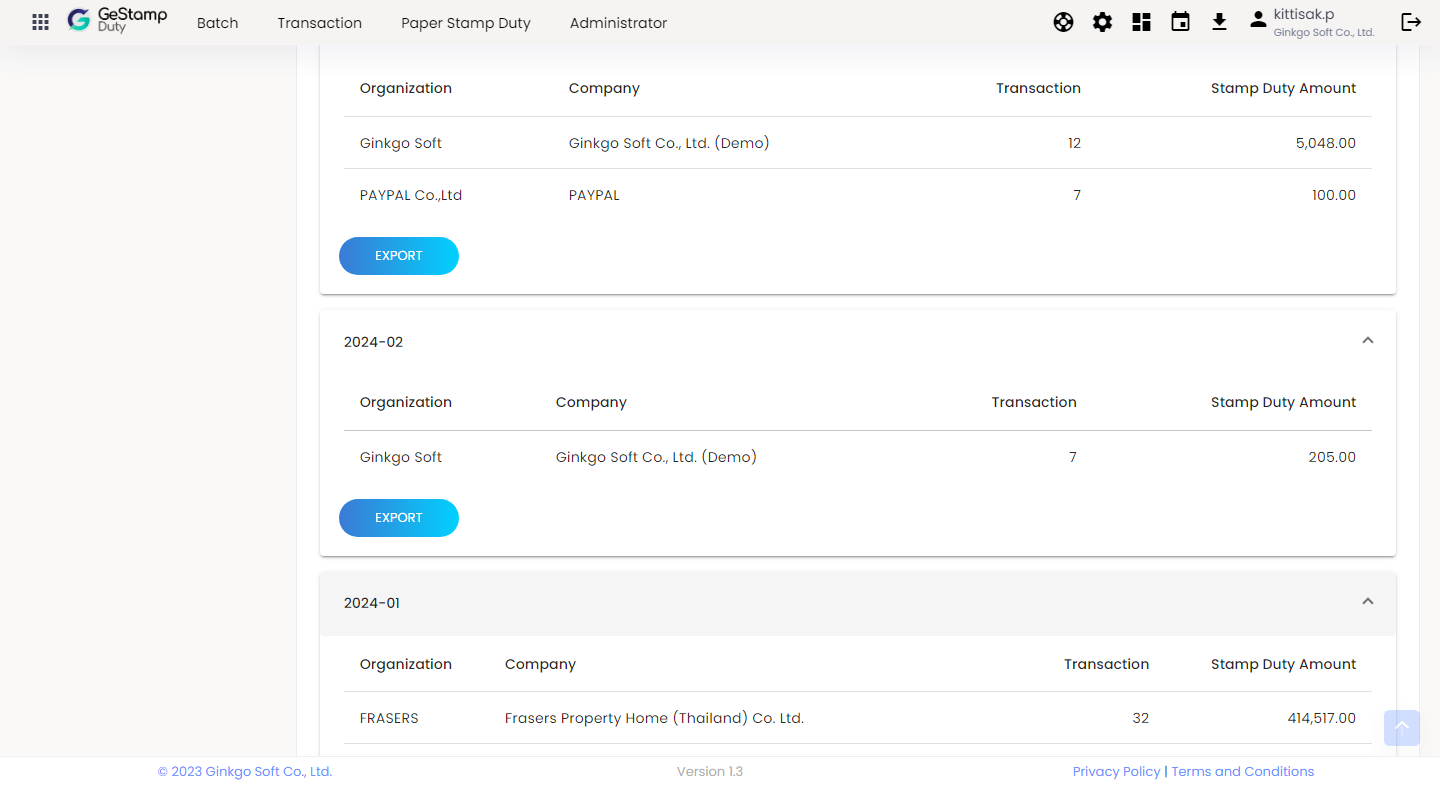 GeStamp
Duty
Batch
Transaction
Paper Stamp Duty
Administrator
kittisak.p
Ginkgo Soft Co., Ltd.
Organization Company Transaction Stamp Duty Amount
Ginkgo Soft Ginkgo Soft Co., Ltd. (Demo) 12 5,048.00
PAYPAL Co.,Ltd PAYPAL 7 100.00
EXPORT
2024-02
Organization Company Transaction Stamp Duty Amount
Ginkgo Soft Ginkgo Soft Co., Ltd. (Demo) 7 205.00
EXPORT
2024-01
Organization Company Transaction Stamp Duty Amount
FRASERS Frasers Property Home (Thailand) Co. Ltd. 32 414,517.00
© 2023 Ginkgo Soft Co., Ltd. Version 1.3 Privacy Policy | Terms and Conditions